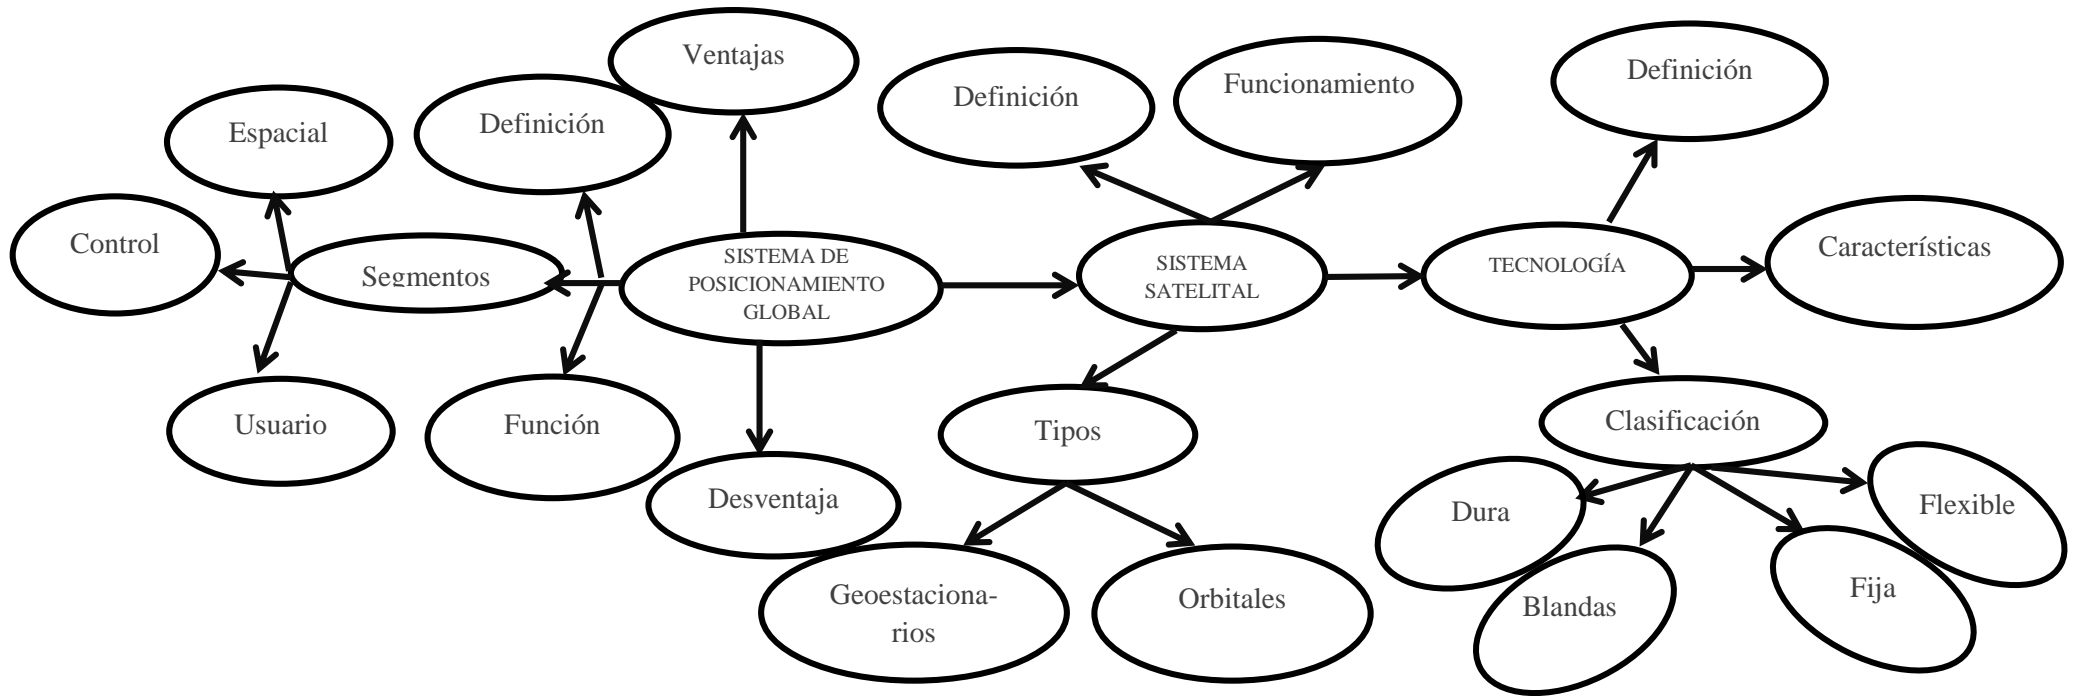 Ventajas
Definición
Espacial
Control
Segmentos
Usuario
Función
SISTEMA DE
POSICIONAMIENTO
GLOBAL
Desventaja
Definición
Funcionamiento
SISTEMA
SATELITAL
Tipos
Geoestaciona-
rios
Orbitales
Definición
TECNOLOGÍA
Características
Clasificación
Dura
Blandas
Fija
Flexible